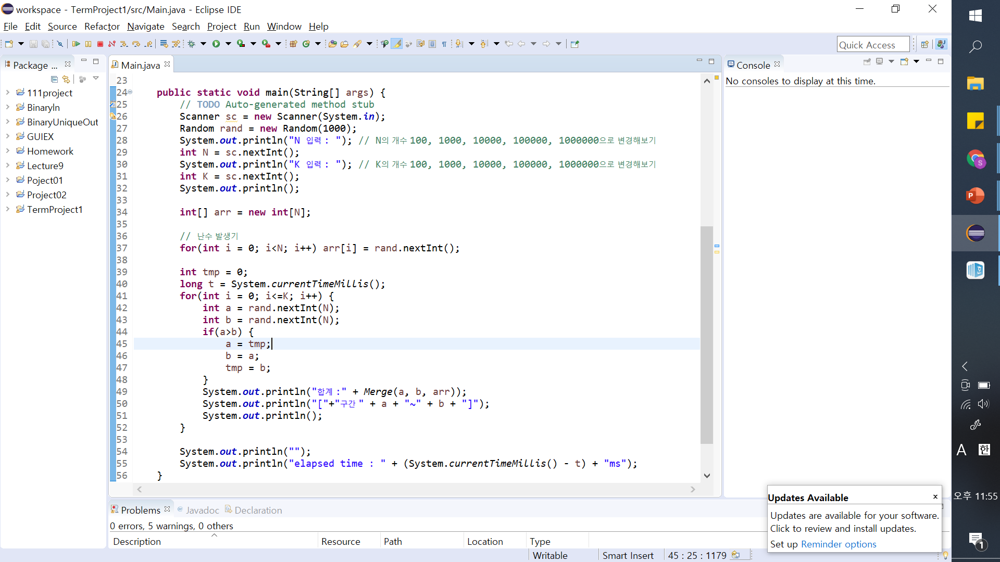 workspace - TermProject1/src/Main.java - Eclipse IDE
File Edit Source Refactor Navigate Search Project Run Window Help
Quick Access
Package ...
111project
BinaryIn
BinaryUniqueOut
GUIEX
Homework
Lecture9
Poject01
Project02
TermProject1
Main.java
23
24 public static void main(String[] args) {
25 // TODO Auto-generated method stub
26 Scanner sc = new Scanner(System.in);
27 Random rand = new Random(1000);
28 System.out.println("N 입력 : "); // N의 개수 100, 1000, 10000, 100000, 1000000으로 변경해보기
29 int N = sc.nextInt();
30 System.out.println("K 입력 : "); // K의 개수 100, 1000, 10000, 100000, 1000000으로 변경해보기
31 int K = sc.nextInt();
32 System.out.println();
33
34 int[] arr = new int[N];
35
36 // 난수 발생기
37 for(int i = 0; i<N; i++) arr[i] = rand.nextInt();
38
39 int tmp = 0;
40 long t = System.currentTimeMillis();
41 for(int i = 0; i<=K; i++) {
42 int a = rand.nextInt(N);
43 int b = rand.nextInt(N);
44 if(a>b) {
45 a = tmp;
46 b = a;
47 tmp = b;
48 }
49 System.out.println("합계 :" + Merge(a, b, arr));
50 System.out.println("["+"구간 " + a + "~" + b + "]");
51 System.out.println();
52 }
53
54 System.out.println("");
55 System.out.println("elapsed time : " + (System.currentTimeMillis() - t) + "ms");
56 }
Console
No consoles to display at this time.
Problems @ Javadoc Declaration
0 errors, 5 warnings, 0 others
Description Resource Path Location Type
Writable Smart Insert 45 : 25 : 1179
Updates Available x
Updates are available for your software.
Click to review and install updates.
Set up Reminder options
S
P
한
A 한
오후 11:55
1